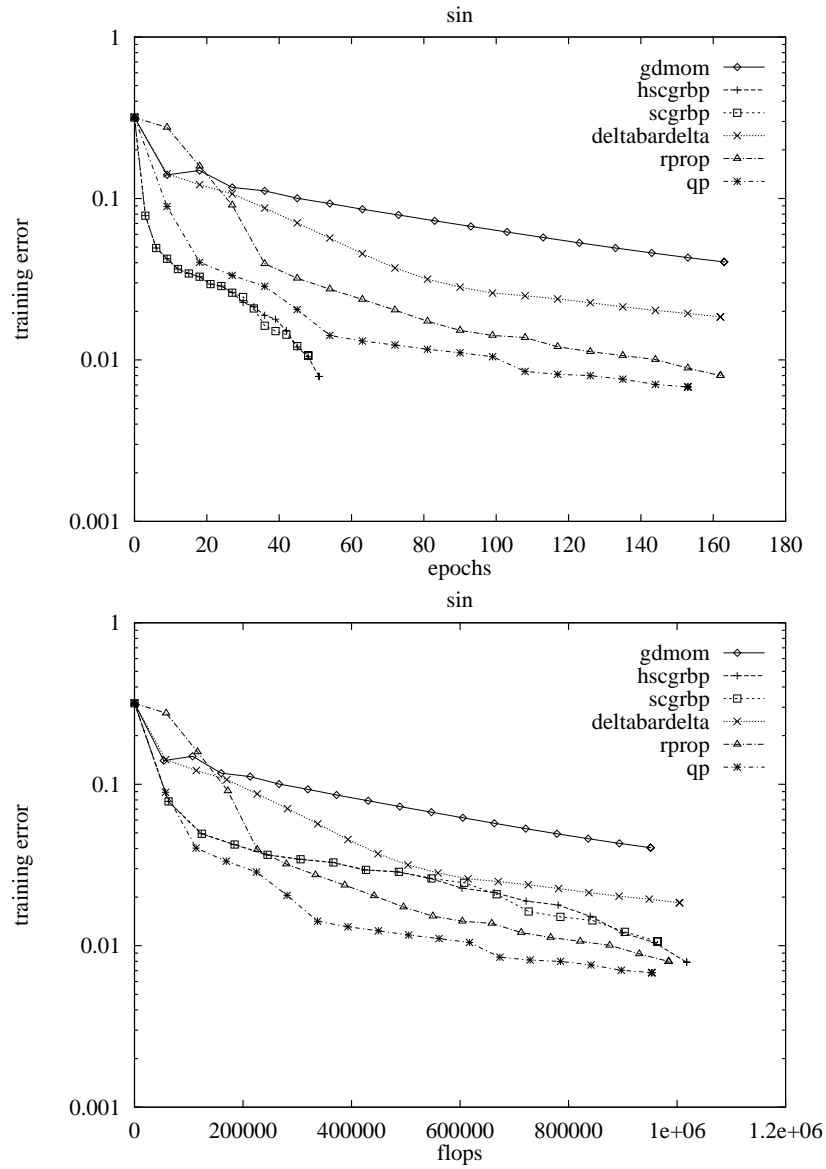 sin
1
0.1
0.01
0.001
training error
gdmom
hscgrbp
scgrbp
deltabardelta
rprop
qp
0 20 40 60 80 100 120 140 160 180
epochs
sin
1
0.1
0.01
0.001
training error
gdmom
hscgrbp
scgrbp
deltabardelta
rprop
qp
0 200000 400000 600000 800000 1e+06 1.2e+06
flops